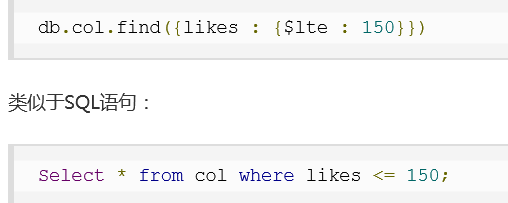 db.col.find({likes : {$lte : 150}})
类似于SQL语句：
Select * from col where likes <= 150;